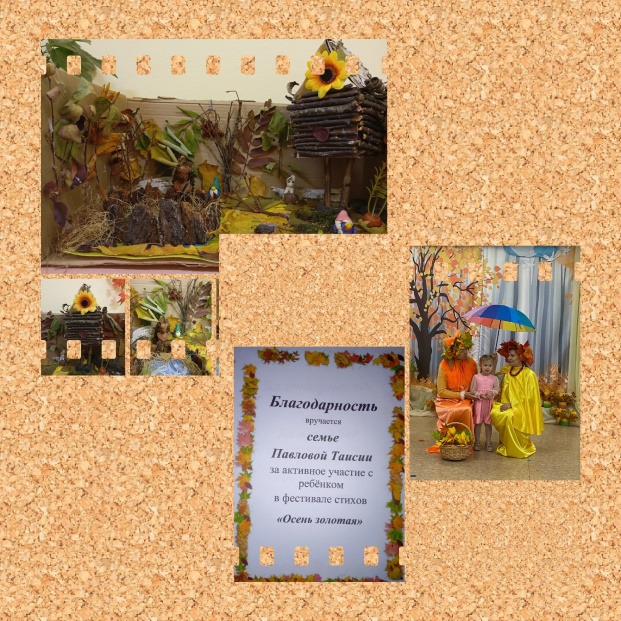 Благодарность
вручается
семье
Павловой Таисии
за активное участие с
ребёнком
в фестивале стихов
«Осень золотая»